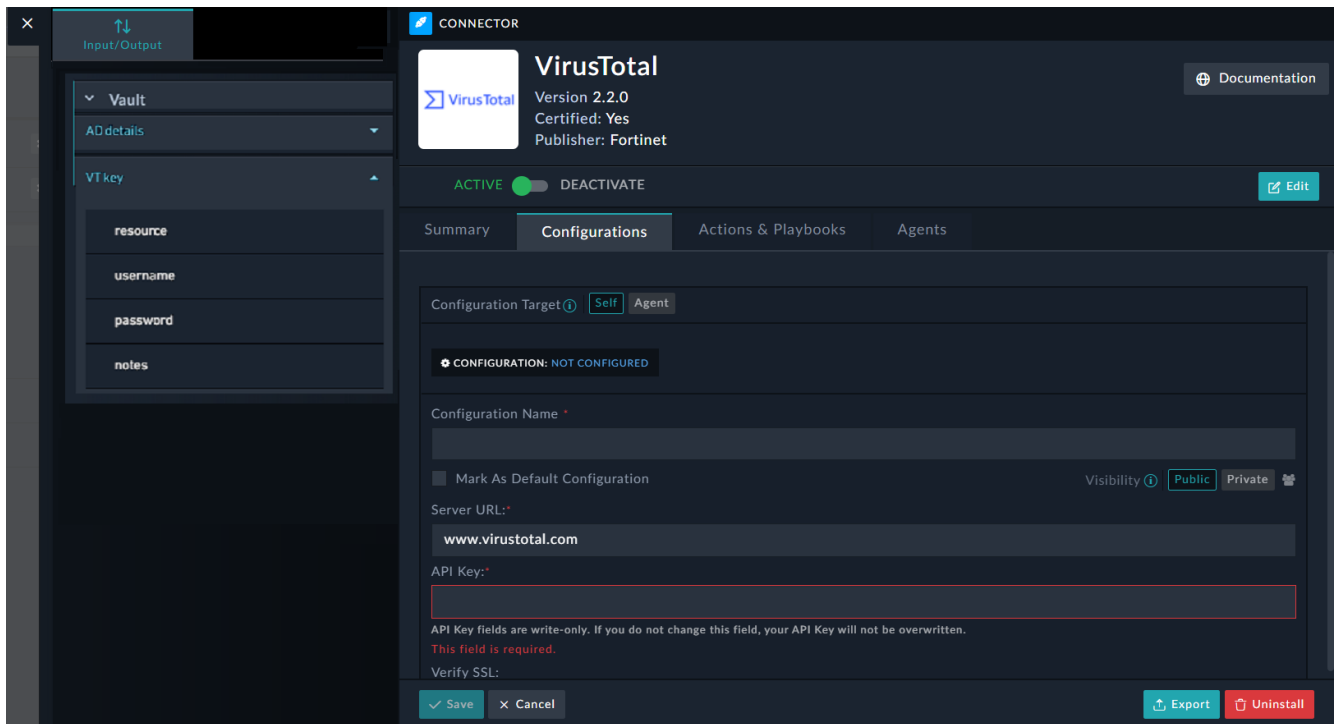 Input/Output
Vault
AD details
VT key
resource
username
password
notes
CONNECTOR
VirusTotal
VirusTotal
Version 2.2.0
Certified: Yes
Publisher: Fortinet
Documentation
ACTIVE DEACTIVATE
Edit
Summary Configurations Actions & Playbooks Agents
Configuration Target Self Agent
CONFIGURATION: NOT CONFIGURED
Configuration Name *
Mark As Default Configuration Visibility Public Private
Server URL:*
www.virustotal.com
API Key:*
API Key fields are write-only. If you do not change this field, your API Key will not be overwritten.
This field is required.
Verify SSL:
Save Cancel Export Uninstall